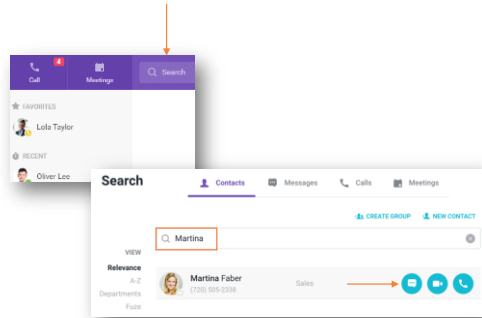 4
Call
Meetings
Search
FAVORITES
Lola Taylor
RECENT
Oliver Lee
Search
Contacts
Messages
Calls
Meetings
CREATE GROUP
NEW CONTACT
Martina
VIEW
Relevance
A-Z
Departments
Fuze
Martina Faber
Sales
(720) 505-2338